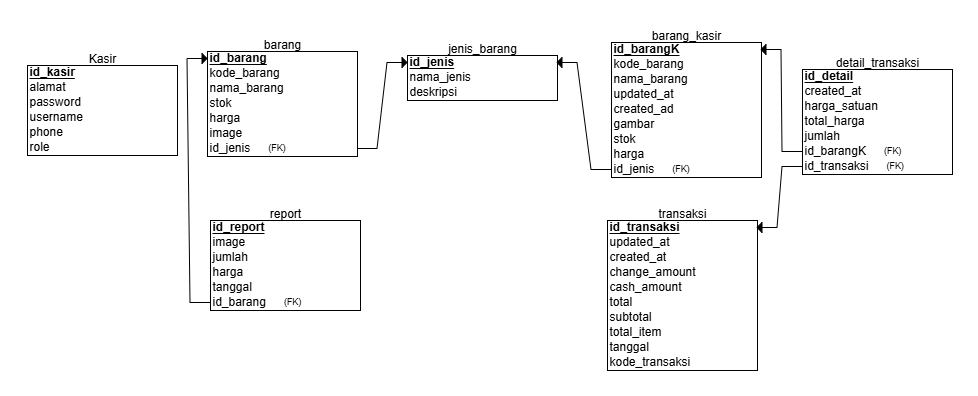 Kasir
id_kasir
alamat
password
username
phone
role
barang
id_barang
kode_barang
nama_barang
stok
harga
image
id_jenis (FK)
jenis_barang
id_jenis
nama_jenis
deskripsi
barang_kasir
id_barangK
kode_barang
nama_barang
updated_at
created_ad
gambar
stok
harga
id_jenis (FK)
detail_transaksi
id_detail
created_at
harga_satuan
total_harga
jumlah
id_barangK (FK)
id_transaksi (FK)
report
id_report
image
jumlah
harga
tanggal
id_barang (FK)
transaksi
id_transaksi
updated_at
created_at
change_amount
cash_amount
total
subtotal
total_item
tanggal
kode_transaksi